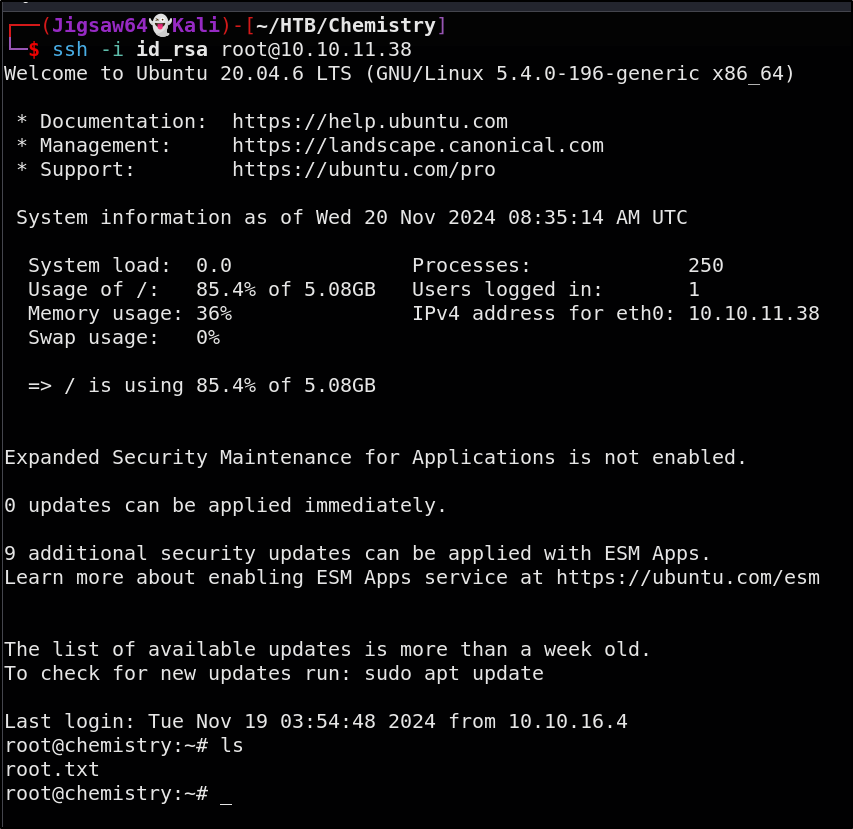 ┌──(Jigsaw64👻Kali)-[~/HTB/Chemistry]
└─$ ssh -i id_rsa root@10.10.11.38
Welcome to Ubuntu 20.04.6 LTS (GNU/Linux 5.4.0-196-generic x86_64)
* Documentation:  https://help.ubuntu.com
* Management:     https://landscape.canonical.com
* Support:        https://ubuntu.com/pro
System information as of Wed 20 Nov 2024 08:35:14 AM UTC
System load:  0.0               Processes:             250
Usage of /:   85.4% of 5.08GB   Users logged in:       1
Memory usage: 36%               IPv4 address for eth0: 10.10.11.38
Swap usage:   0%
=> / is using 85.4% of 5.08GB
Expanded Security Maintenance for Applications is not enabled.
0 updates can be applied immediately.
9 additional security updates can be applied with ESM Apps.
Learn more about enabling ESM Apps service at https://ubuntu.com/esm
The list of available updates is more than a week old.
To check for new updates run: sudo apt update
Last login: Tue Nov 19 03:54:48 2024 from 10.10.16.4
root@chemistry:~# ls
root.txt
root@chemistry:~# _